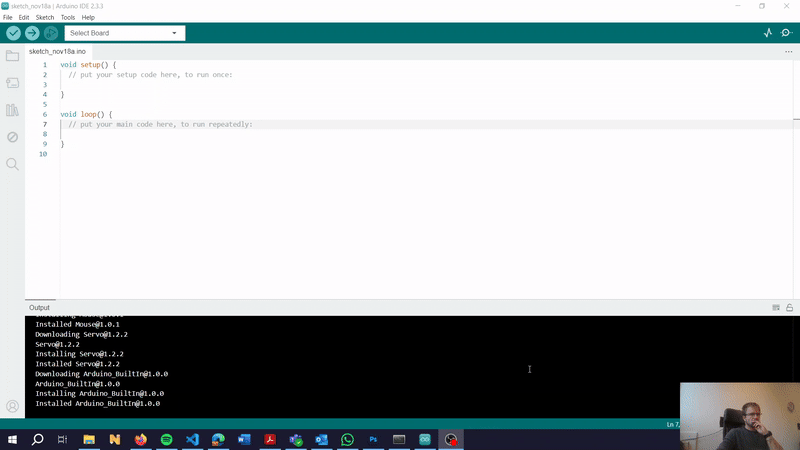 sketch_nov18a | Arduino IDE 2.3.3
File Edit Sketch Tools Help
Select Board
sketch_nov18a.ino
1 void setup() {
2 // put your setup code here, to run once:
3
4 }
5
6 void loop() {
7 // put your main code here, to run repeatedly:
8
9 }
10
Output
Installed Mouse@1.0.1
Downloading Servo@1.2.2
Servo@1.2.2
Installing Servo@1.2.2
Installed Servo@1.2.2
Downloading Arduino_BuiltIn@1.0.0
Arduino_BuiltIn@1.0.0
Installing Arduino_BuiltIn@1.0.0
Installed Arduino_BuiltIn@1.0.0
Ln 7,